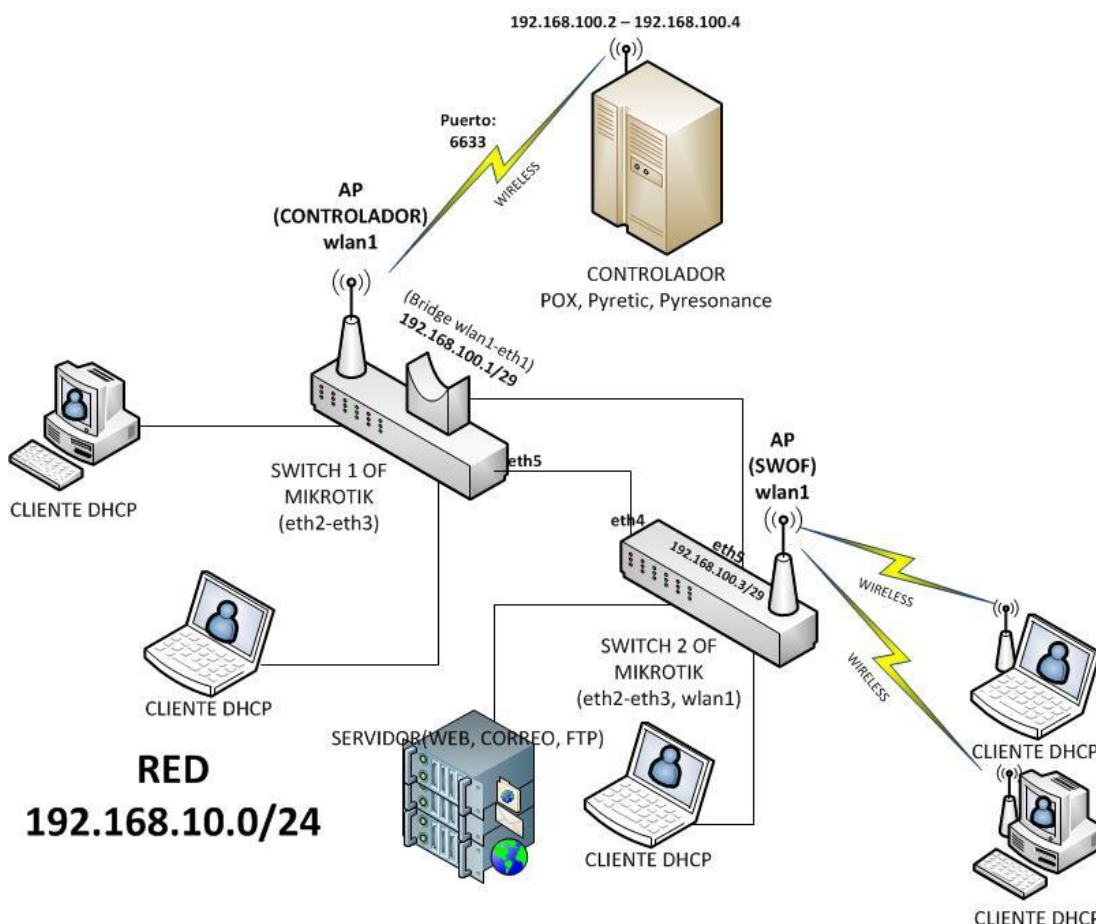 192.168.100.2 – 192.168.100.4
Puerto:
6633
WIRELESS
AP
(CONTROLADOR)
wlan1
CONTROLADOR
POX, Pyretic, Pyresonance
(Bridge wlan1-eth1)
192.168.100.1/29
CLIENTE DHCP
SWITCH 1 OF
MIKROTIK
(eth2-eth3)
eth5
AP
(SWOF)
wlan1
eth4
eth5
192.168.100.3/29
WIRELESS
WIRELESS
CLIENTE DHCP
SWITCH 2 OF
MIKROTIK
(eth2-eth3, wlan1)
SERVIDOR(WEB, CORREO, FTP)
CLIENTE DHCP
RED
192.168.10.0/24
CLIENTE DHCP
CLIENTE DHCP